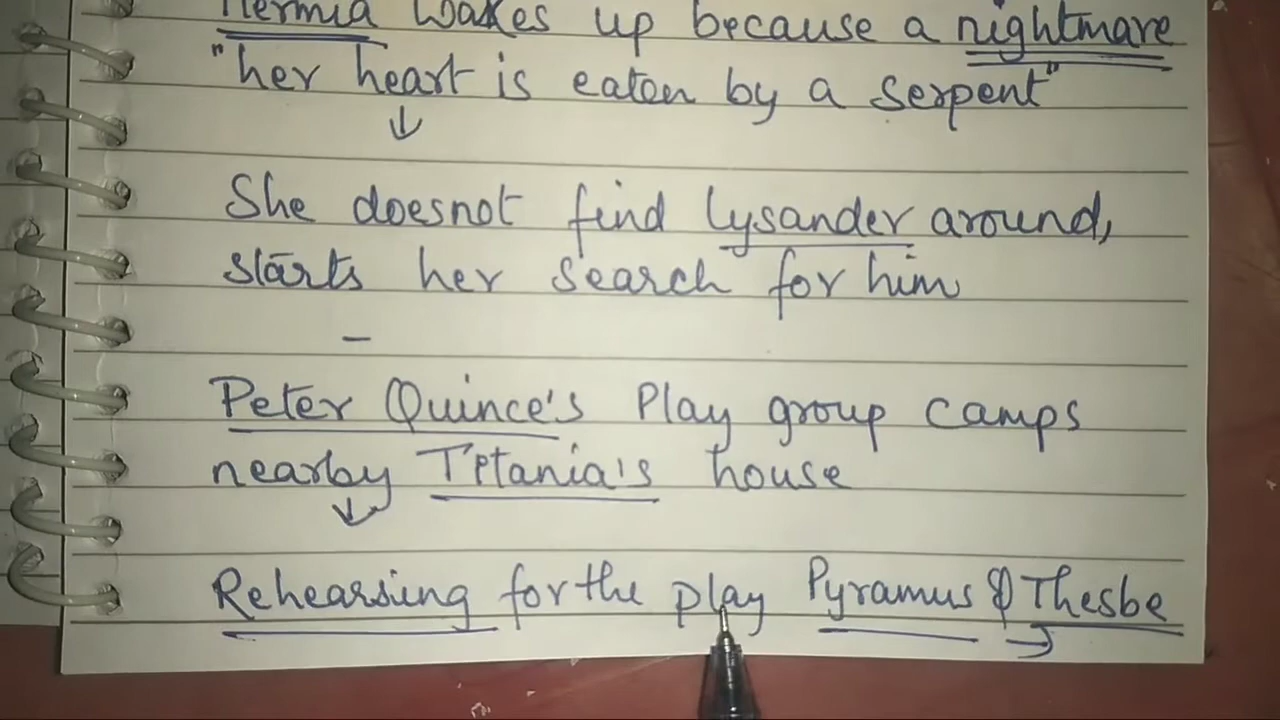 Hermia wakes up because a nightmare
"her heart is eaten by a serpent"
↓
She doesnot find Lysander around,
starts her search for him
–
Peter Quince's Play group camps
nearby Titania's house
↓
Rehearsing for the play Pyramus & Thesbe